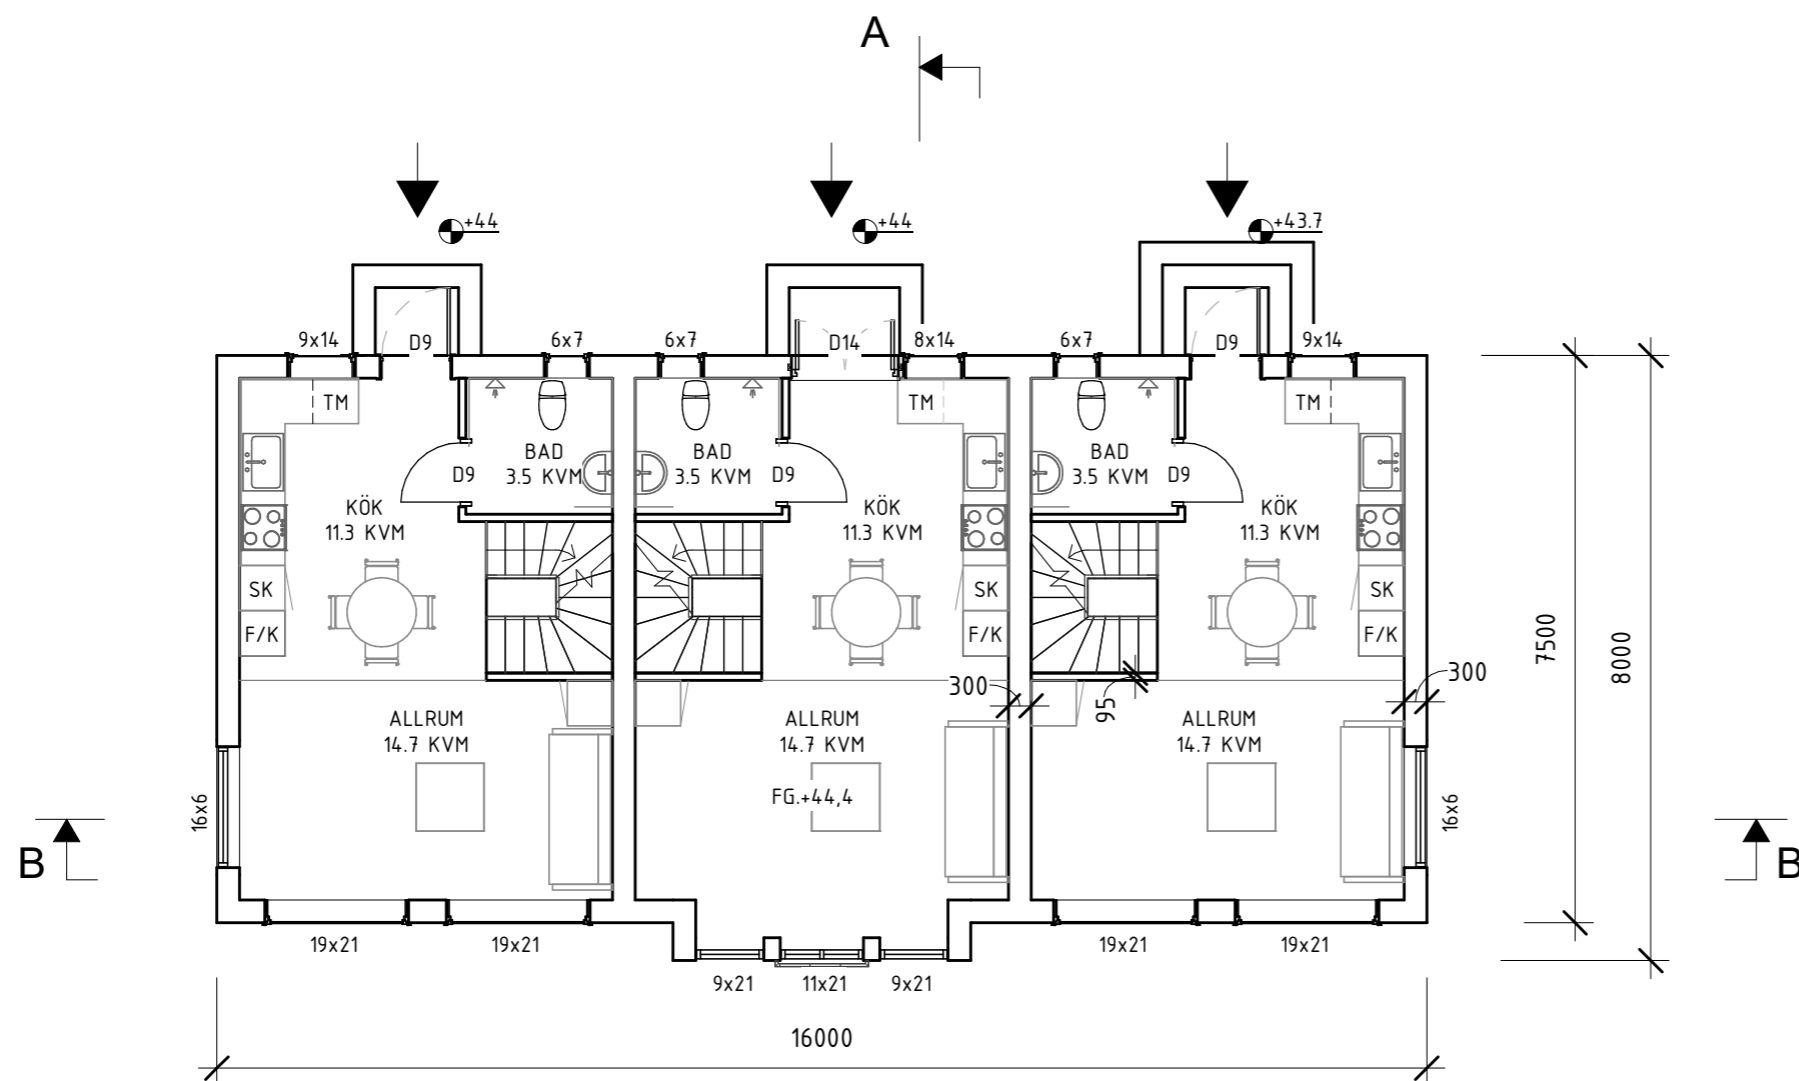 A
+44
+44
+43.7
9x14
D9
6x7
6x7
D14
8x14
6x7
D9
9x14
TM
TM
TM
BAD
3.5 KVM
D9
BAD
3.5 KVM
D9
BAD
3.5 KVM
D9
KÖK
11.3 KVM
KÖK
11.3 KVM
KÖK
11.3 KVM
SK
F/K
SK
F/K
SK
F/K
300
95
300
7500
8000
ALLRUM
14.7 KVM
ALLRUM
14.7 KVM
ALLRUM
14.7 KVM
FG.+44,4
16x6
16x6
B
B
19x21
19x21
9x21
11x21
9x21
19x21
19x21
16000